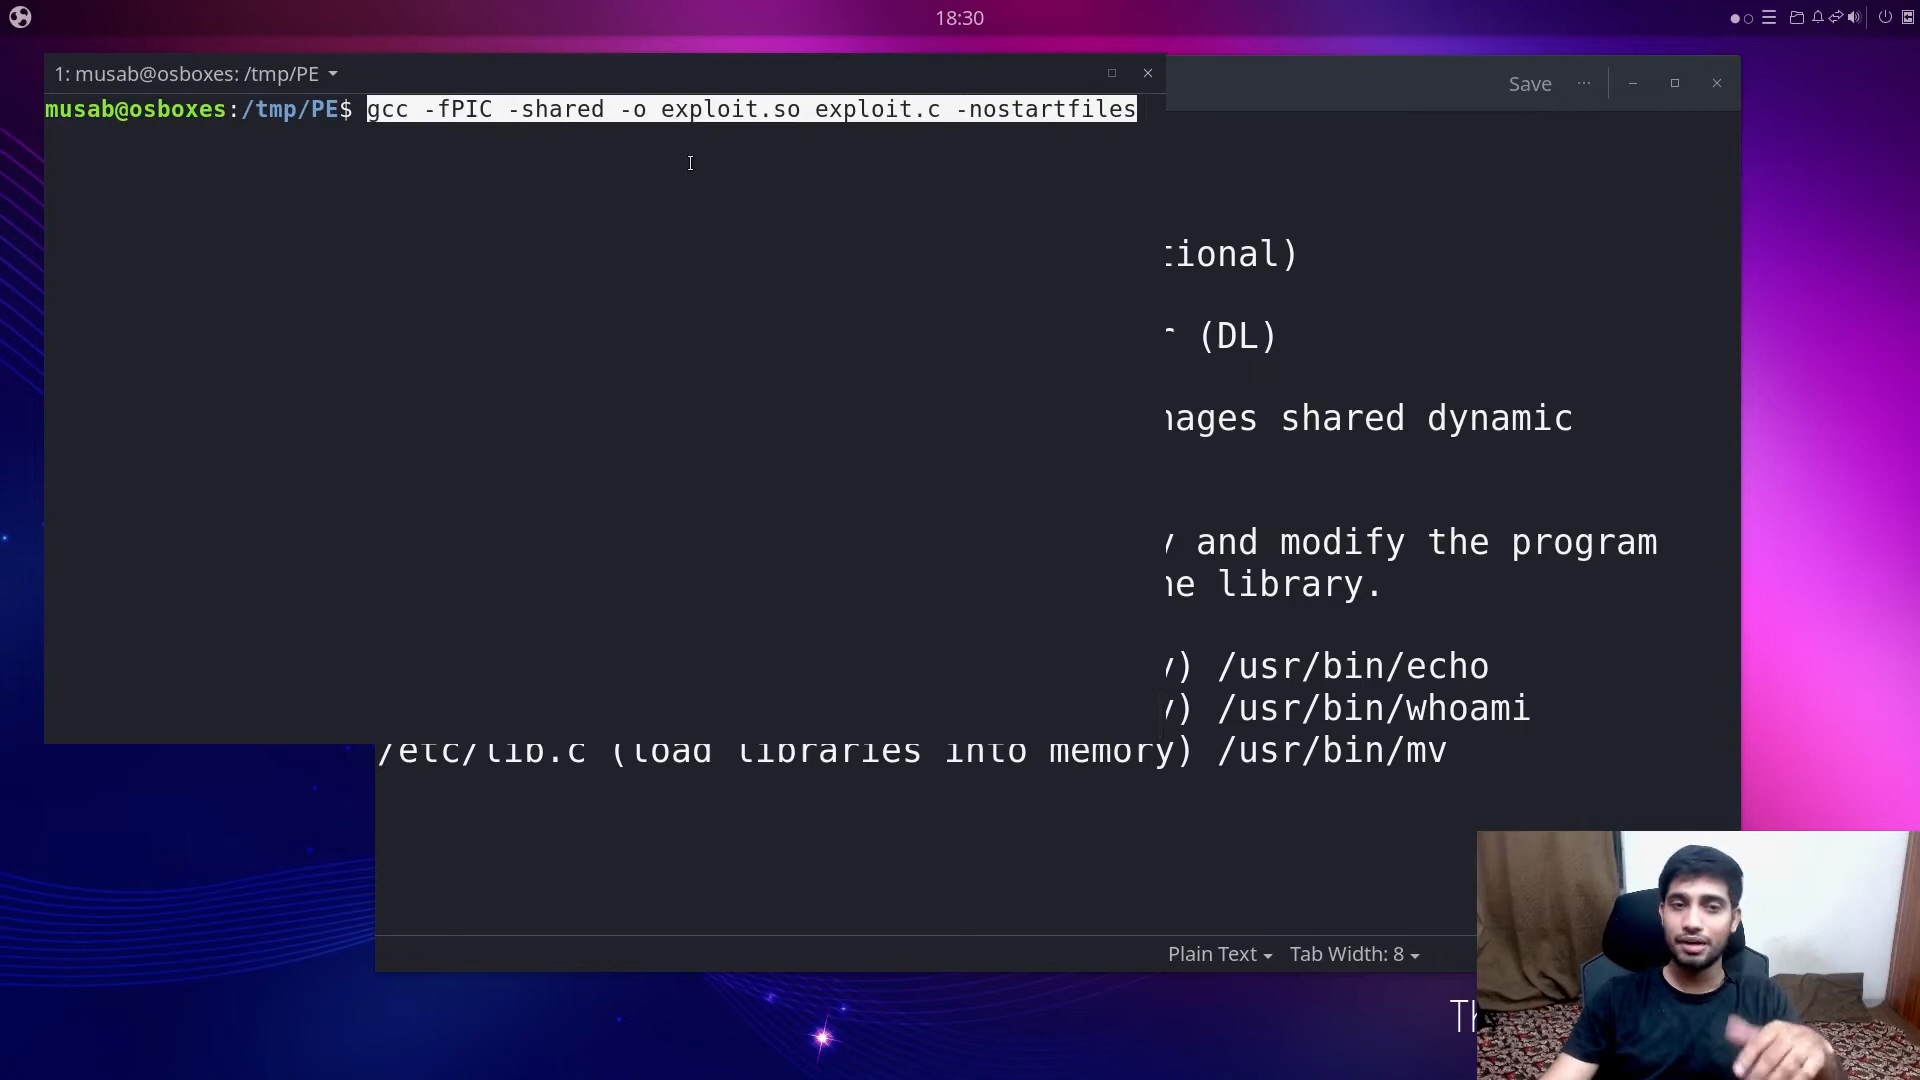 18:30
1: musab@osboxes: /tmp/PE
musab@osboxes:/tmp/PE$ gcc -fPIC -shared -o exploit.so exploit.c -nostartfiles
Save
(DL)
shared dynamic
and modify the program
library.
/usr/bin/echo
/usr/bin/whoami
/etc/lib.c (load libraries into memory) /usr/bin/mv
Plain Text
Tab Width: 8